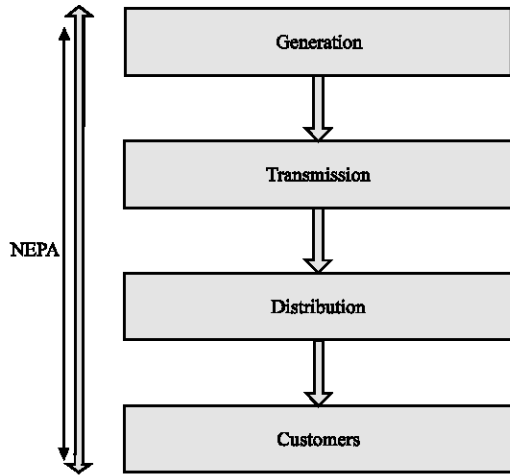 Generation
Transmission
NEPA
Distribution
Customers